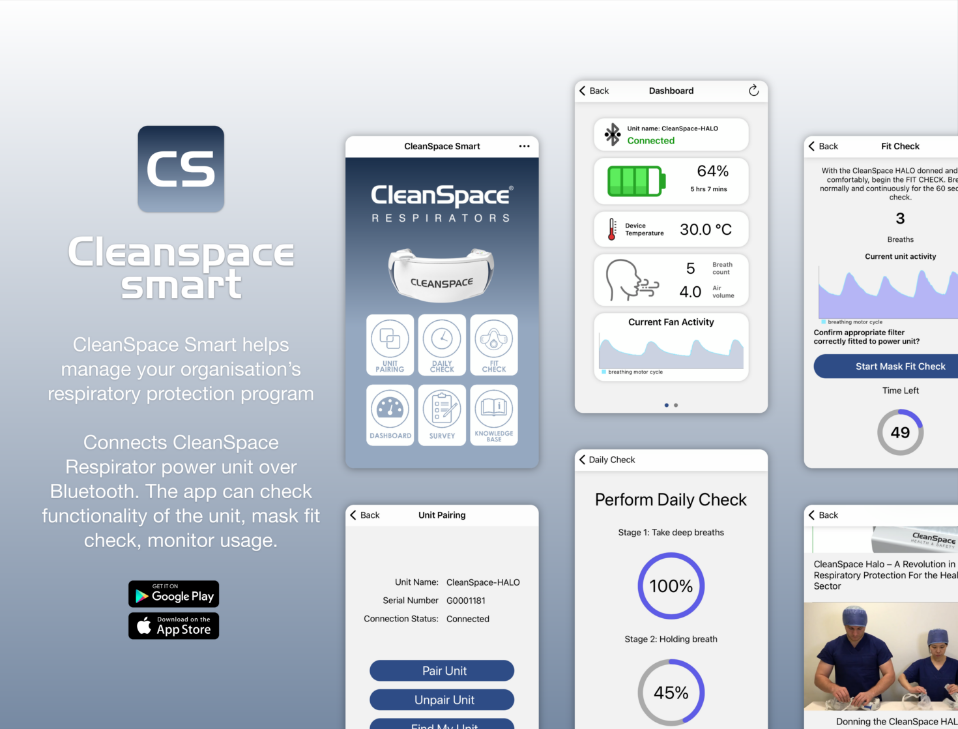 CS
Cleanspace
smart
CleanSpace Smart helps
manage your organisation's
respiratory protection program
Connects CleanSpace
Respirator power unit over
Bluetooth. The app can check
functionality of the unit, mask fit
check, monitor usage.
GET IT ON
Google Play
Download on the
App Store
CleanSpace Smart
CleanSpace®
RESPIRATORS
CLEANSPACE
UNIT
PAIRING
DAILY
CHECK
FIT
CHECK
DASHBOARD
SURVEY
KNOWLEDGE
BASE
Back
Unit Pairing
Unit Name: CleanSpace-HALO
Serial Number G0001181
Connection Status: Connected
Pair Unit
Unpair Unit
Find My Unit
Back
Dashboard
Unit name: CleanSpace-HALO
Connected
64%
5 hrs 7 mins
Device
Temperature
30.0 °C
5 Breath
count
4.0 Air
volume
Current Fan Activity
breathing motor cycle
Daily Check
Perform Daily Check
Stage 1: Take deep breaths
100%
Stage 2: Holding breath
45%
Back
Fit Check
With the CleanSpace HALO donned and
comfortably, begin the FIT CHECK. Bre
normally and continuously for the 60 sec
check.
3
Breaths
Current unit activity
breathing motor cycle
Confirm appropriate filter
correctly fitted to power unit?
Start Mask Fit Check
Time Left
49
Back
CleanSpace
HEALTH & SAFETY
CleanSpace Halo – A Revolution in
Respiratory Protection For the Heal
Sector
Donning the CleanSpace HAL